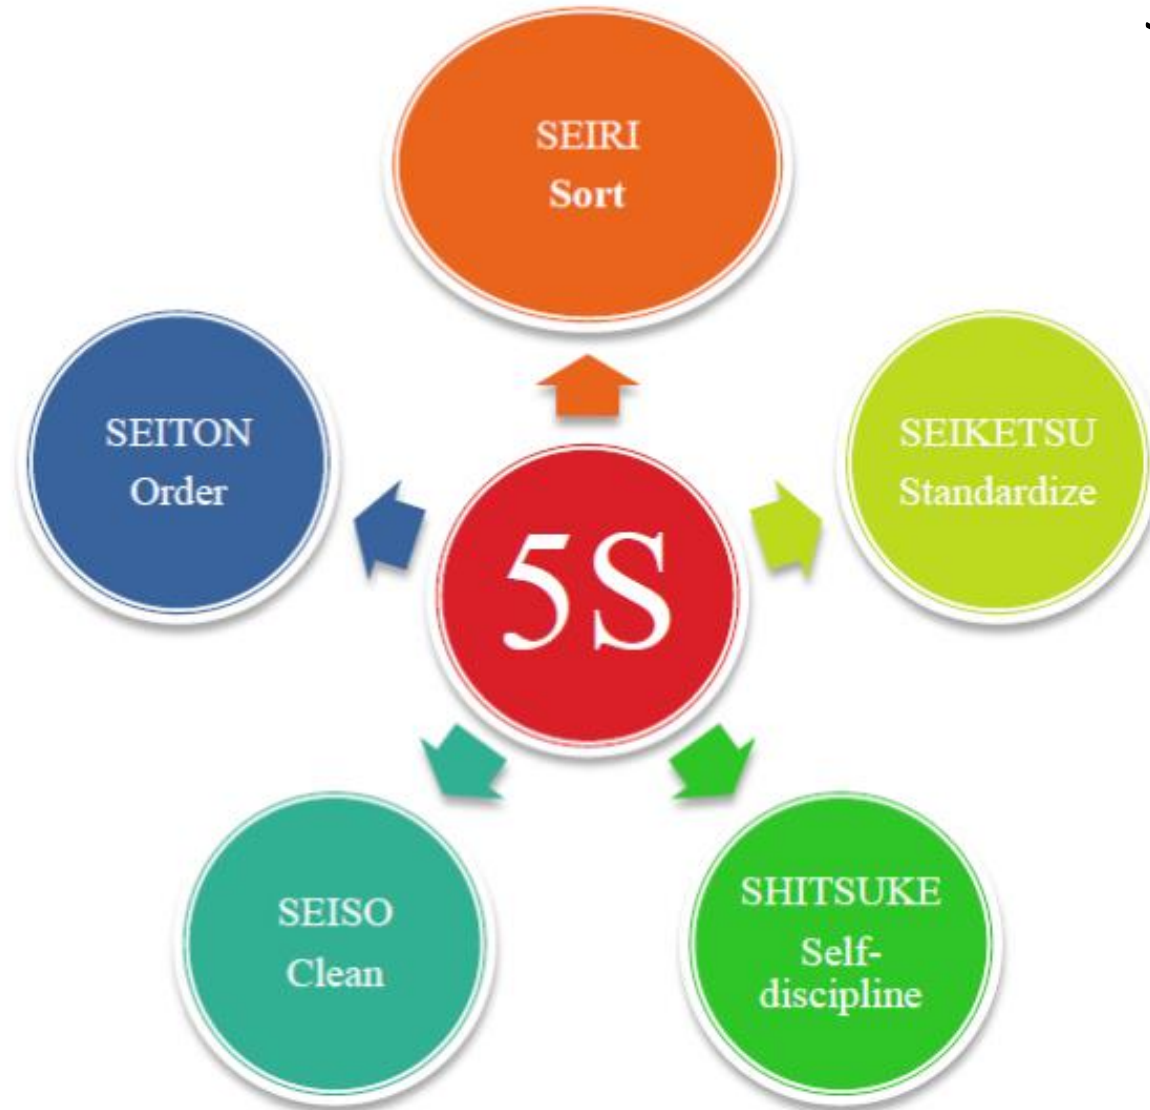 SEIRI
Sort
SEITON
Order
SEIKETSU
Standardize
5S
SEISO
Clean
SHITSUKE
Self-
discipline